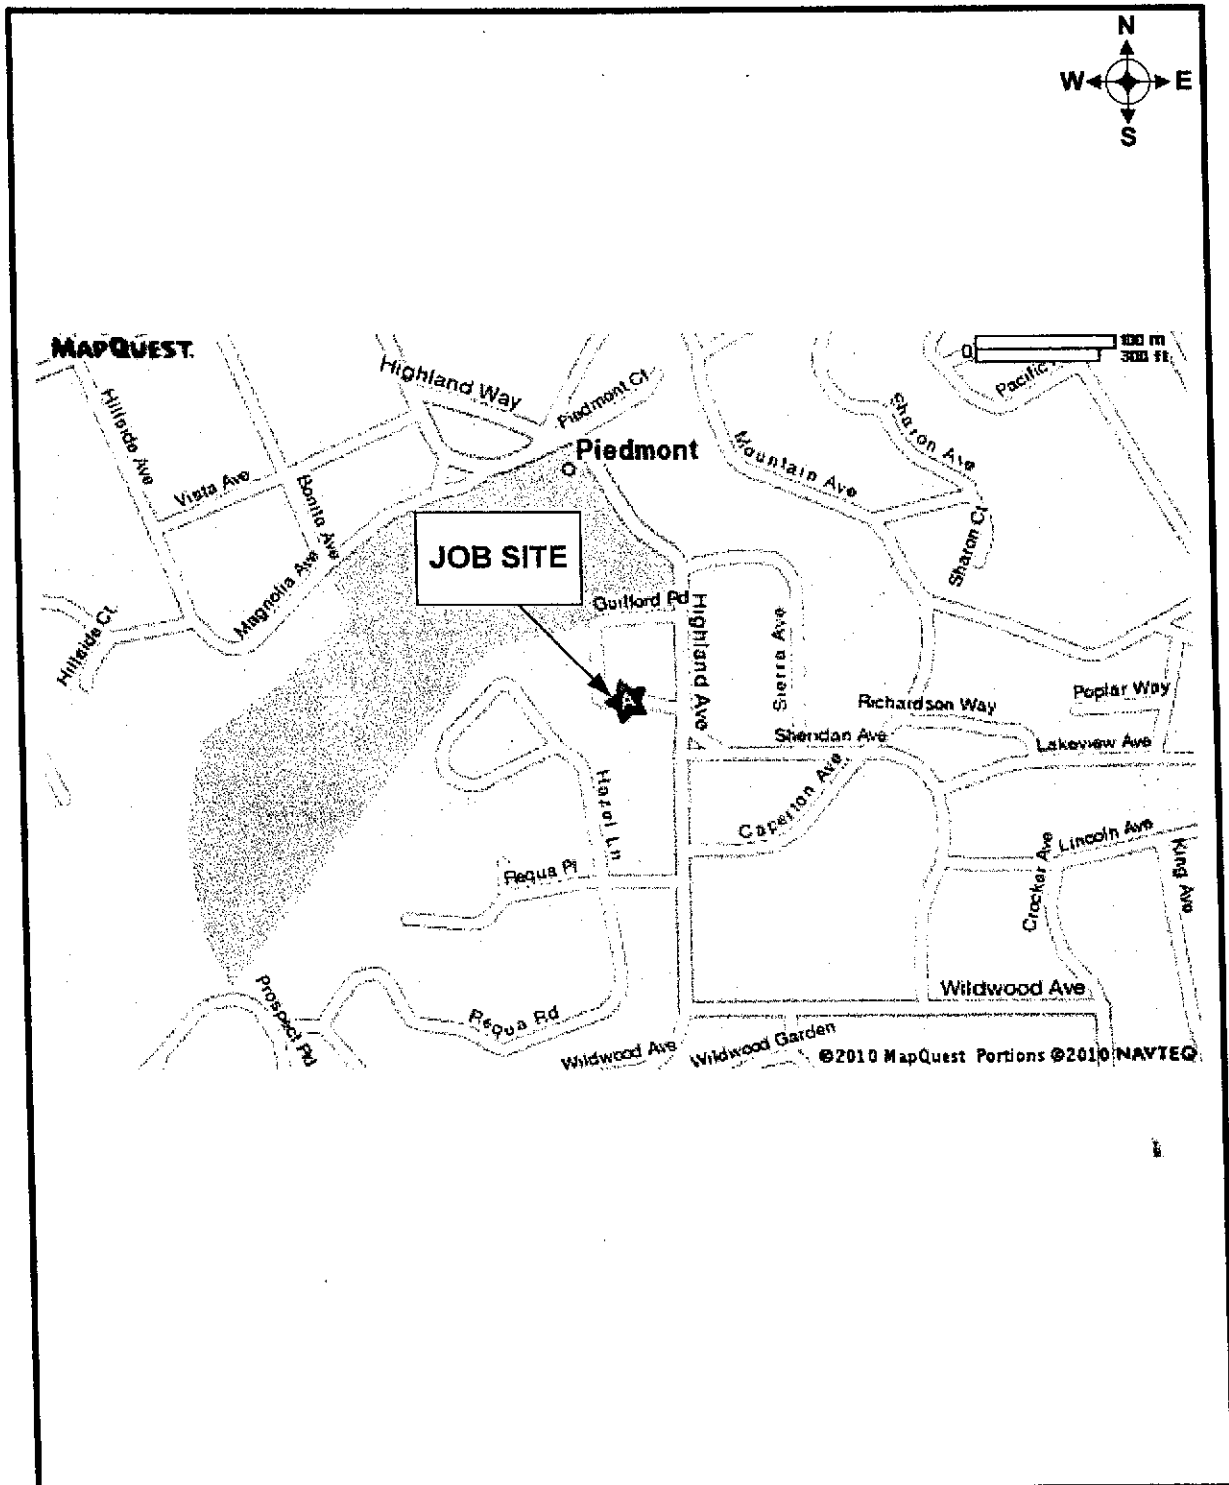 N
W E
S
MAPQUEST.
100 m
0
300 ft
Highland Way
Piedmont Ct
Pacific
Hillside Ave
Sharon Ave
Piedmont
Mountain Ave
Vista Ave
Bonita Ave
JOB SITE
Sharon Ct
Magnolia Ave
Guilford Rd
Highland Ave
Hillside Ct
Sierra Ave
A
Poplar Way
Richardson Way
Sheridan Ave
Lakeview Ave
Hazel Ln
Caperton Ave
Lincoln Ave
Requa Pl
Crocker Ave
King Ave
Prospect Rd
Wildwood Ave
Requa Rd
Wildwood Ave
Wildwood Garden
©2010 MapQuest Portions ©2010 NAVTEQ